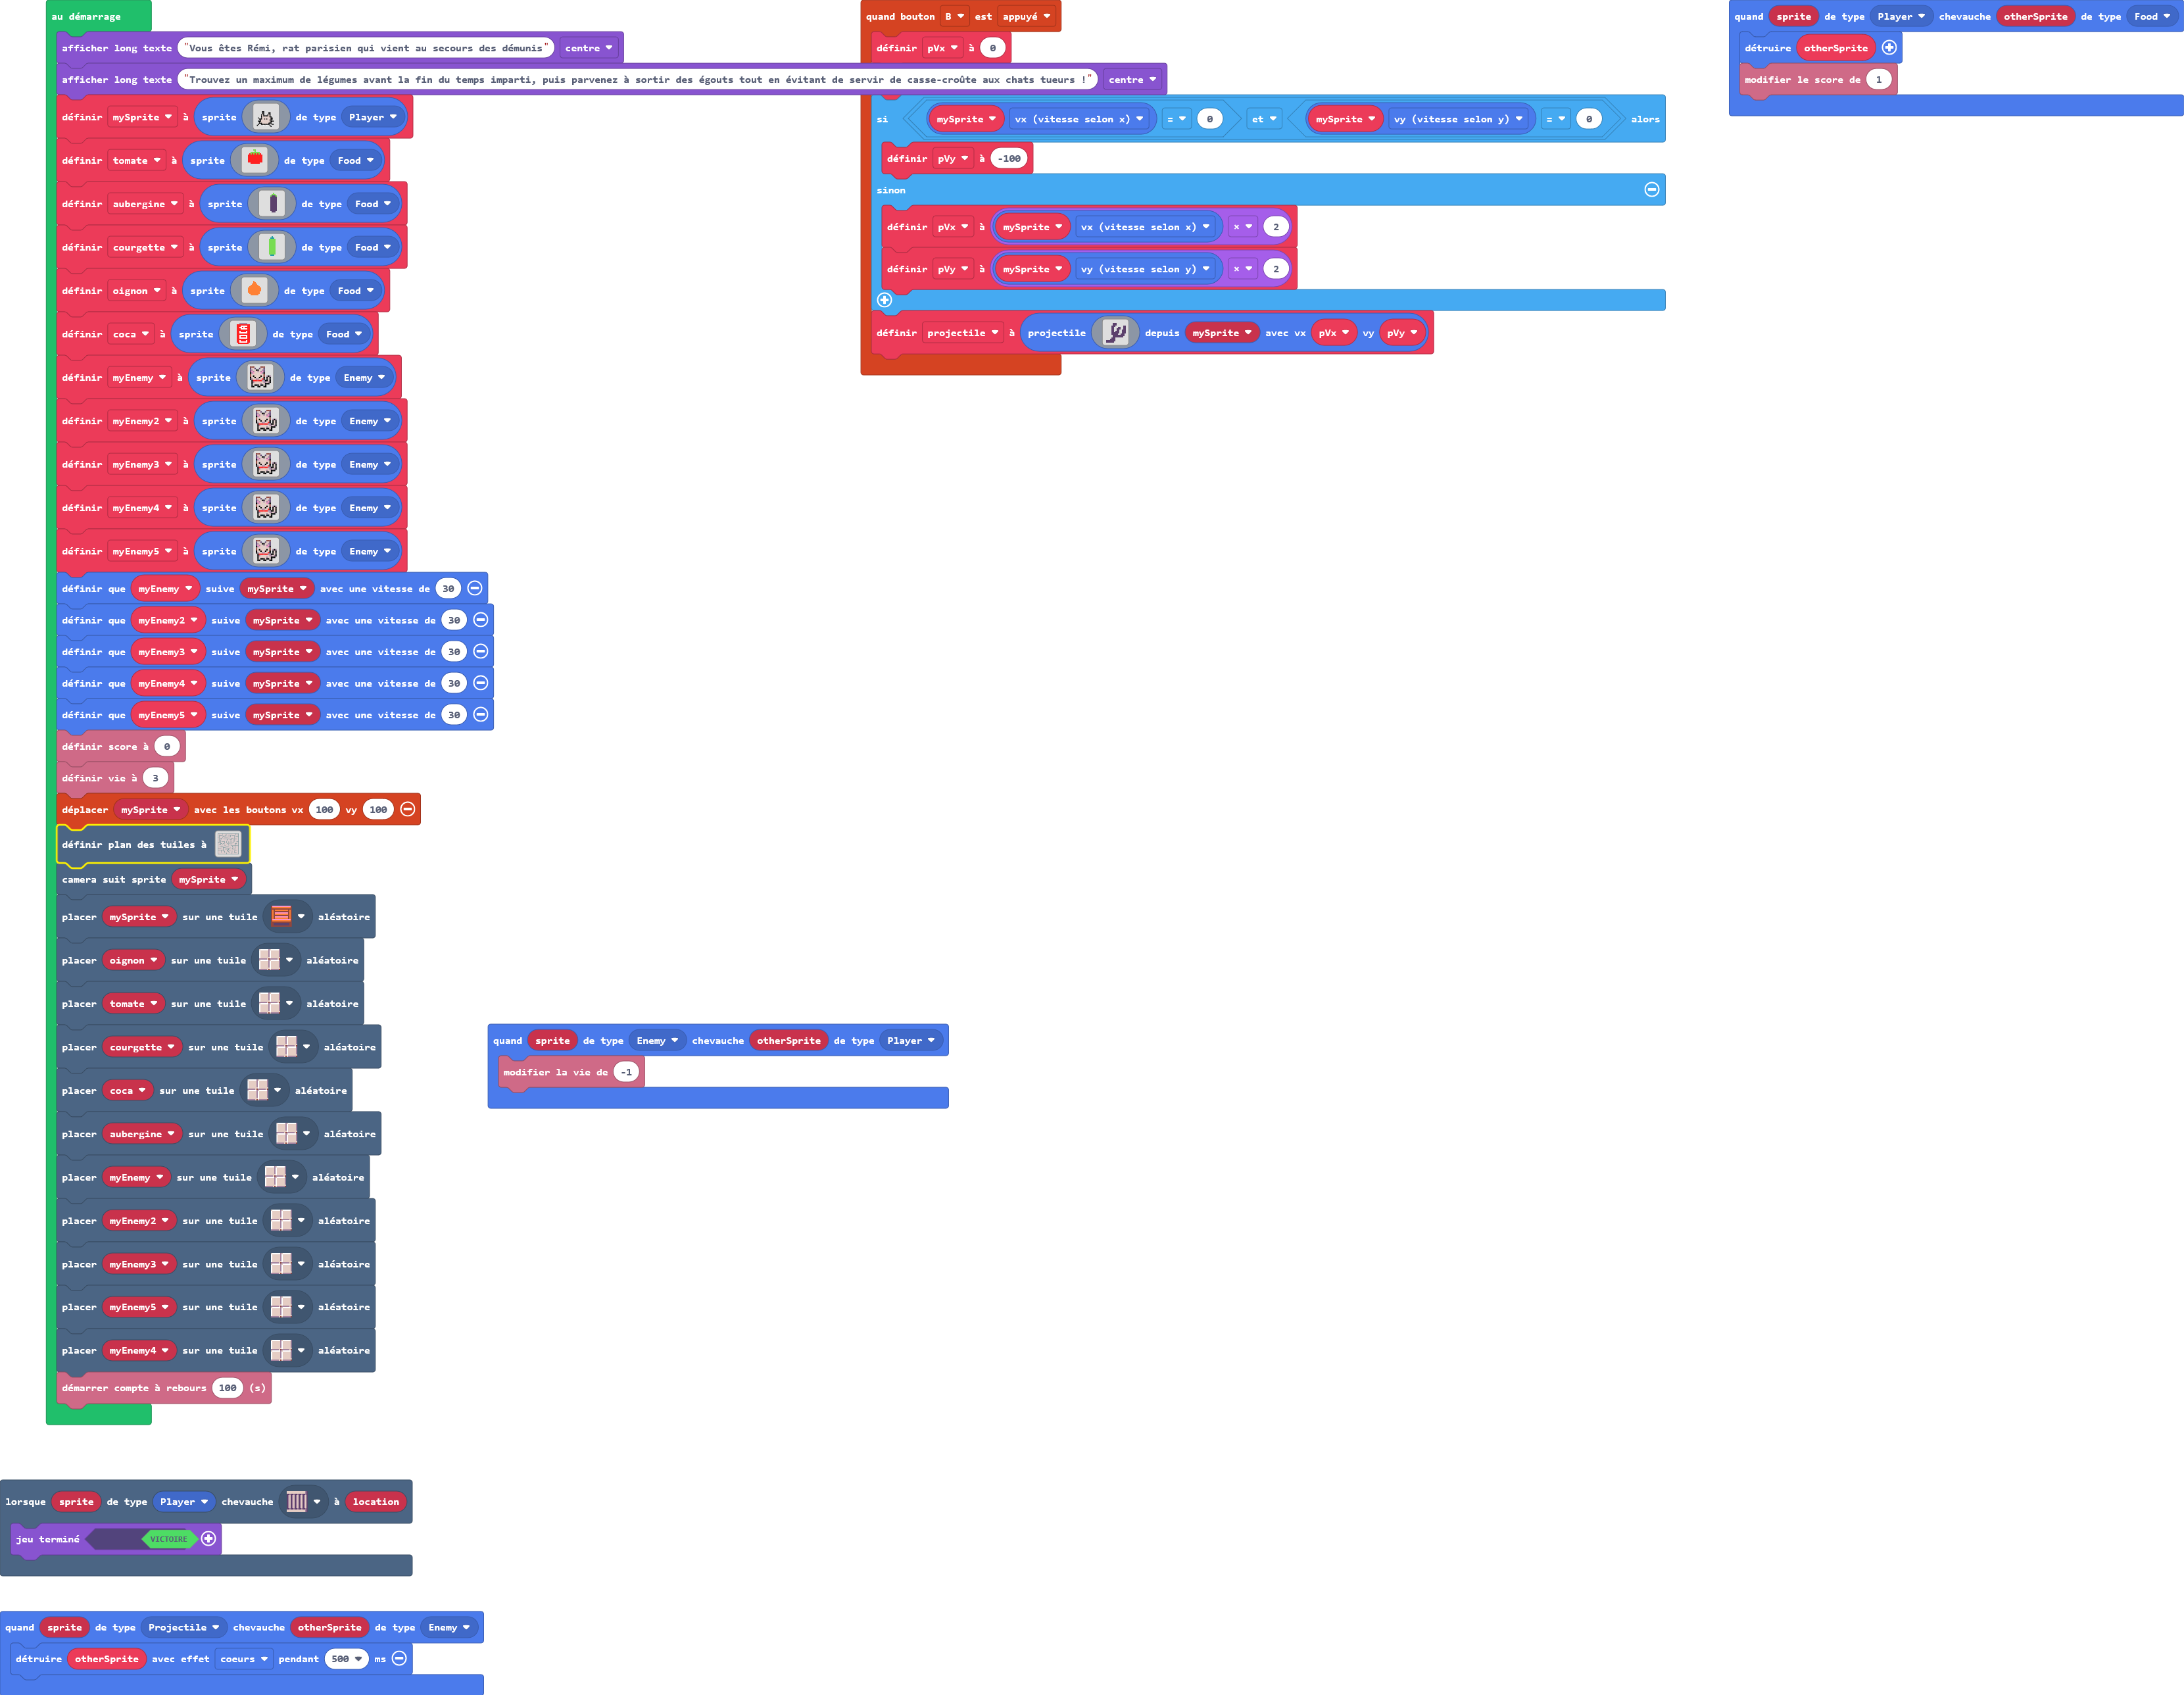 au démarrage
afficher long texte "Vous êtes Rémi, rat parisien qui vient au secours des démunis" centre
afficher long texte "Trouvez un maximum de légumes avant la fin du temps imparti, puis parvenez à sortir des égouts tout en évitant de servir de casse-croûte aux chats tueurs !" centre
définir mySprite à sprite de type Player
définir tomate à sprite de type Food
définir aubergine à sprite de type Food
définir courgette à sprite de type Food
définir oignon à sprite de type Food
définir coca à sprite COCA de type Food
définir myEnemy à sprite de type Enemy
définir myEnemy2 à sprite de type Enemy
définir myEnemy3 à sprite de type Enemy
définir myEnemy4 à sprite de type Enemy
définir myEnemy5 à sprite de type Enemy
définir que myEnemy suive mySprite avec une vitesse de 30
définir que myEnemy2 suive mySprite avec une vitesse de 30
définir que myEnemy3 suive mySprite avec une vitesse de 30
définir que myEnemy4 suive mySprite avec une vitesse de 30
définir que myEnemy5 suive mySprite avec une vitesse de 30
définir score à 0
définir vie à 3
déplacer mySprite avec les boutons vx 100 vy 100
définir plan des tuiles à
camera suit sprite mySprite
placer mySprite sur une tuile aléatoire
placer oignon sur une tuile aléatoire
placer tomate sur une tuile aléatoire
placer courgette sur une tuile aléatoire
placer coca sur une tuile aléatoire
placer aubergine sur une tuile aléatoire
placer myEnemy sur une tuile aléatoire
placer myEnemy2 sur une tuile aléatoire
placer myEnemy3 sur une tuile aléatoire
placer myEnemy5 sur une tuile aléatoire
placer myEnemy4 sur une tuile aléatoire
démarrer compte à rebours 100 (s)
quand bouton B est appuyé
définir pVx à 0
si mySprite vx (vitesse selon x) = 0 et mySprite vy (vitesse selon y) = 0 alors
définir pVy à -100
sinon
définir pVx à mySprite vx (vitesse selon x) × 2
définir pVy à mySprite vy (vitesse selon y) × 2
définir projectile à projectile depuis mySprite avec vx pVx vy pVy
quand sprite de type Player chevauche otherSprite de type Food
détruire otherSprite
modifier le score de 1
quand sprite de type Enemy chevauche otherSprite de type Player
modifier la vie de -1
lorsque sprite de type Player chevauche à location
jeu terminé VICTOIRE
quand sprite de type Projectile chevauche otherSprite de type Enemy
détruire otherSprite avec effet coeurs pendant 500 ms